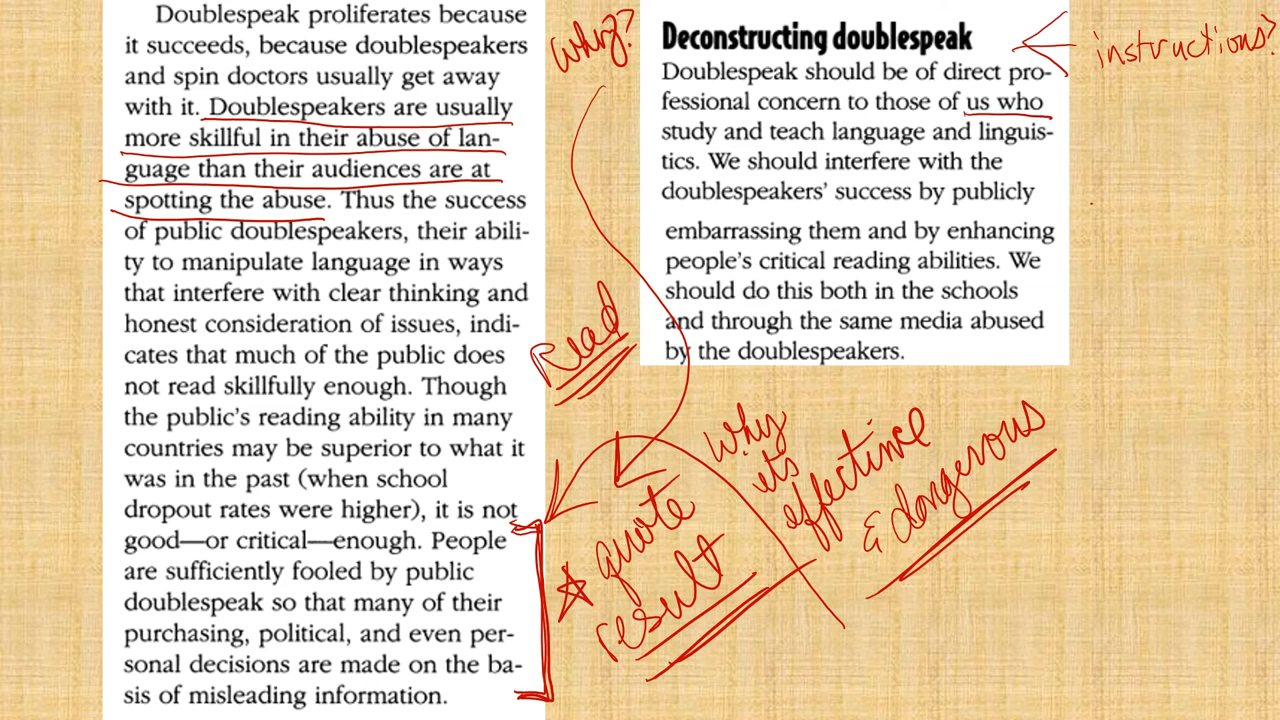 Doublespeak proliferates because
it succeeds, because doublespeakers
and spin doctors usually get away
with it. Doublespeakers are usually
more skillful in their abuse of lan-
guage than their audiences are at
spotting the abuse. Thus the success
of public doublespeakers, their abili-
ty to manipulate language in ways
that interfere with clear thinking and
honest consideration of issues, indi-
cates that much of the public does
not read skillfully enough. Though
the public's reading ability in many
countries may be superior to what it
was in the past (when school
dropout rates were higher), it is not
good—or critical—enough. People
are sufficiently fooled by public
doublespeak so that many of their
purchasing, political, and even per-
sonal decisions are made on the ba-
sis of misleading information.
Why?
Read
Deconstructing doublespeak
Doublespeak should be of direct pro-
fessional concern to those of us who
study and teach language and linguis-
tics. We should interfere with the
doublespeakers' success by publicly
embarrassing them and by enhancing
people's critical reading abilities. We
should do this both in the schools
and through the same media abused
by the doublespeakers.
instructions?
quote
result
Why
its
effectince
& dangerous